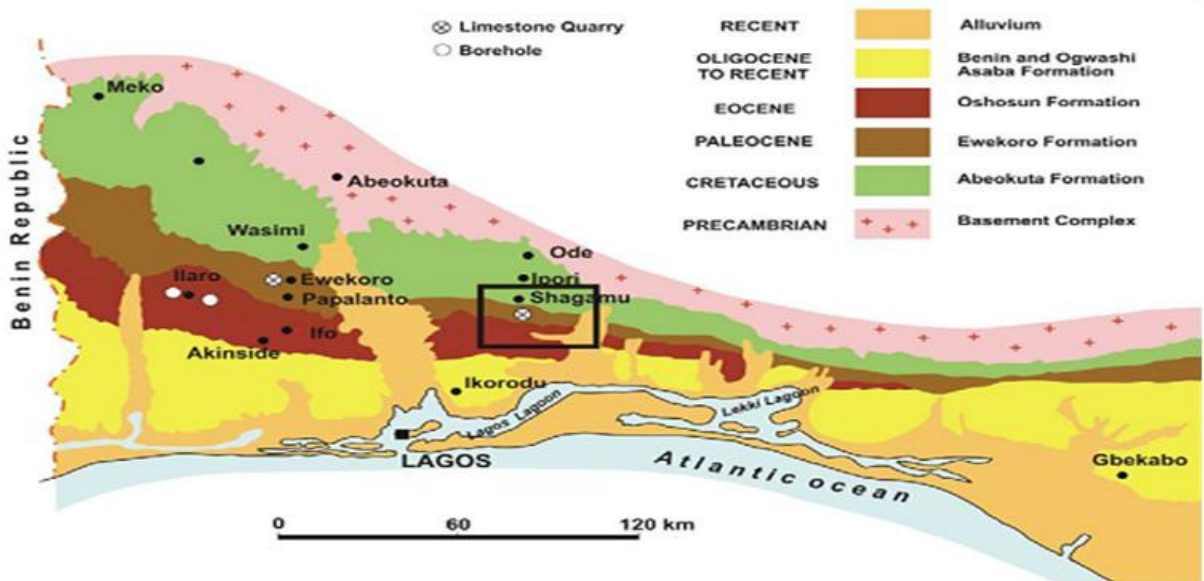 Limestone Quarry
Borehole
RECENT
Alluvium
OLIGOCENE
TO RECENT
Benin and Ogwashi
Asaba Formation
EOCENE
Oshosun Formation
PALEOCENE
Ewekoro Formation
CRETACEOUS
Abeokuta Formation
PRECAMBRIAN
Basement Complex
Meko
Benin Republic
Abeokuta
Wasimi
Ode
Ilaro
Ewekoro
Ipori
Papalanto
Shagamu
Ifo
Akinside
Ikorodu
Lagos Lagoon
Lekki Lagoon
LAGOS
Atlantic ocean
Gbekabo
0 60 120 km